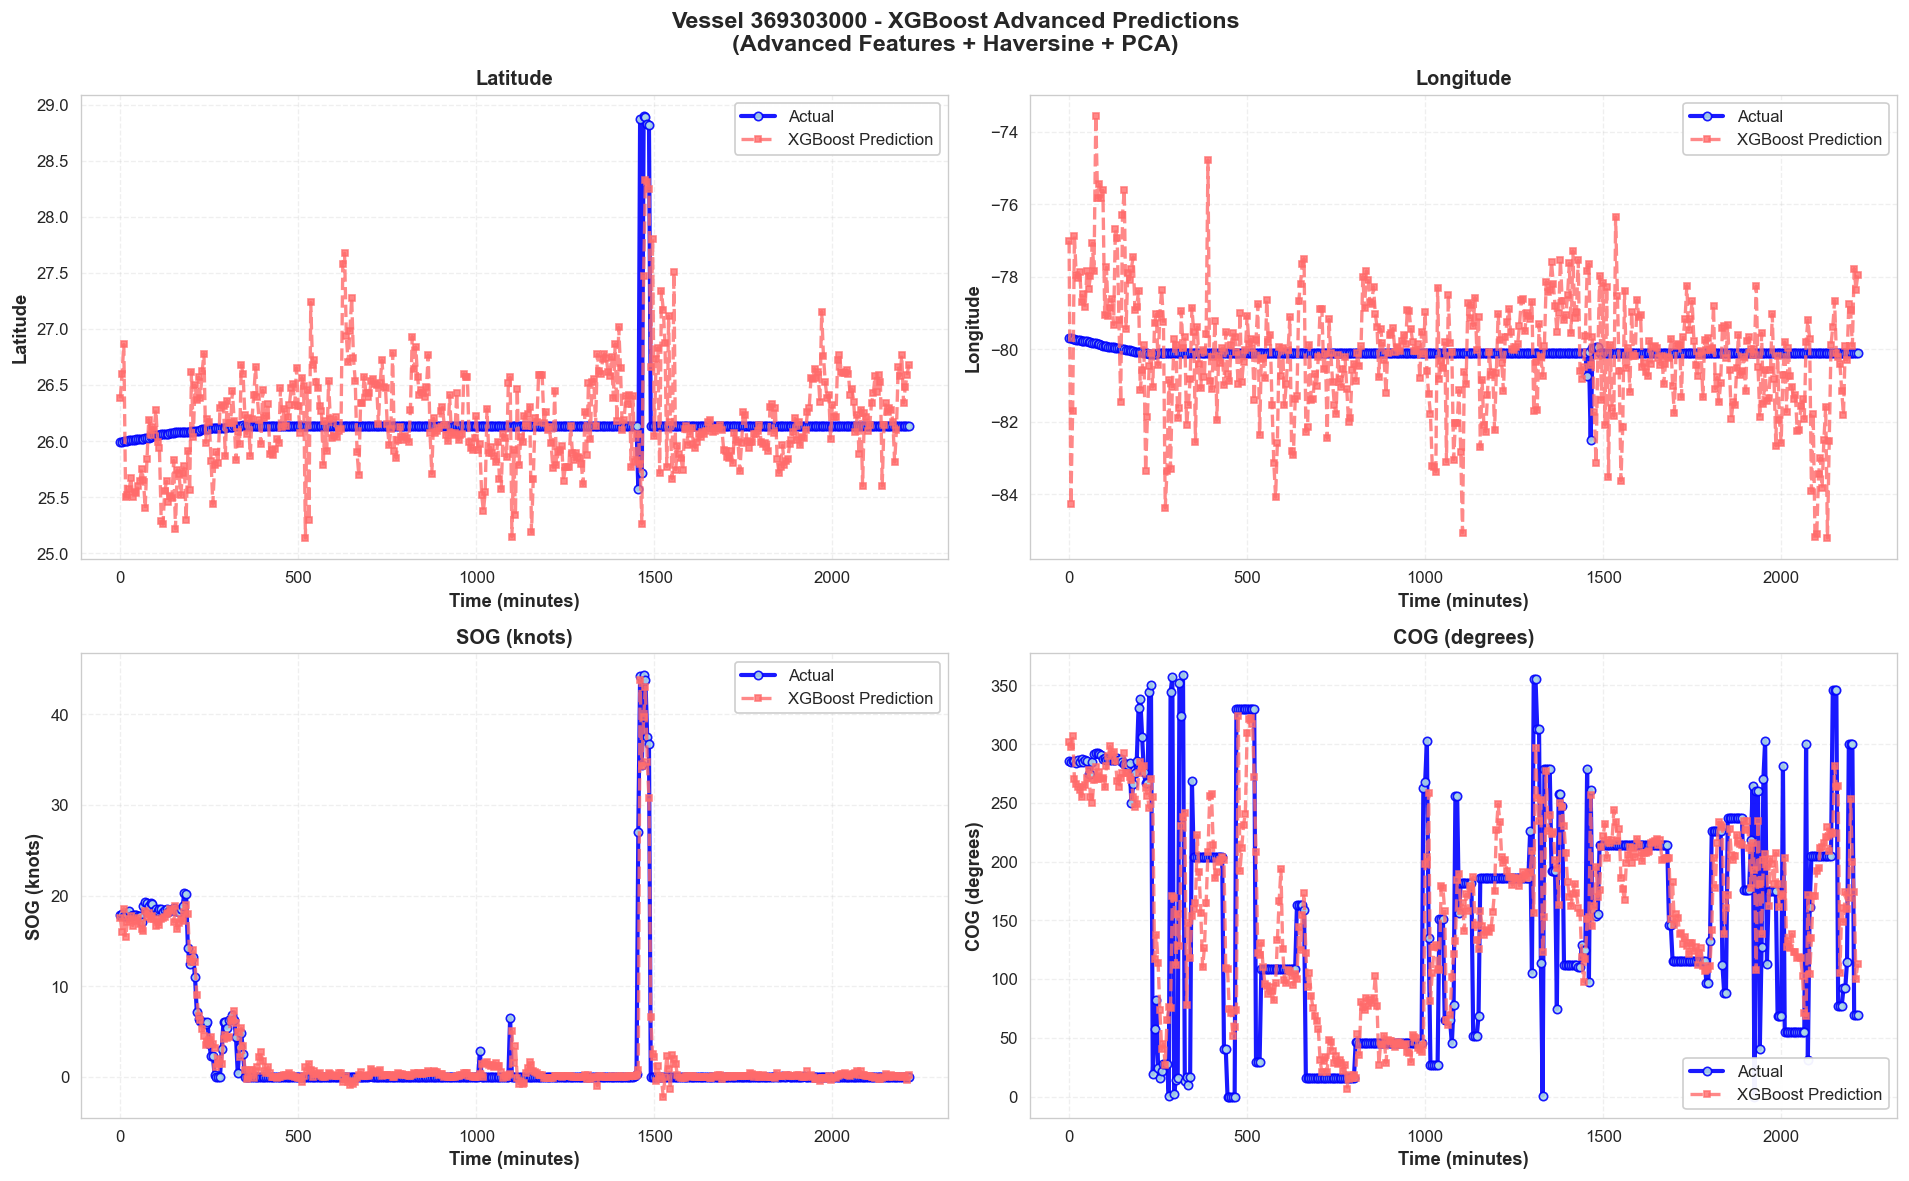 Vessel 369303000 - XGBoost Advanced Predictions
(Advanced Features + Haversine + PCA)
Latitude
Latitude
29.0
28.5
28.0
27.5
27.0
26.5
26.0
25.5
25.0
Actual
XGBoost Prediction
0
500
1000
1500
2000
Time (minutes)
Longitude
Longitude
−74
−76
−78
−80
−82
−84
Actual
XGBoost Prediction
0
500
1000
1500
2000
Time (minutes)
SOG (knots)
SOG (knots)
40
30
20
10
0
Actual
XGBoost Prediction
0
500
1000
1500
2000
Time (minutes)
COG (degrees)
COG (degrees)
350
300
250
200
150
100
50
0
Actual
XGBoost Prediction
0
500
1000
1500
2000
Time (minutes)